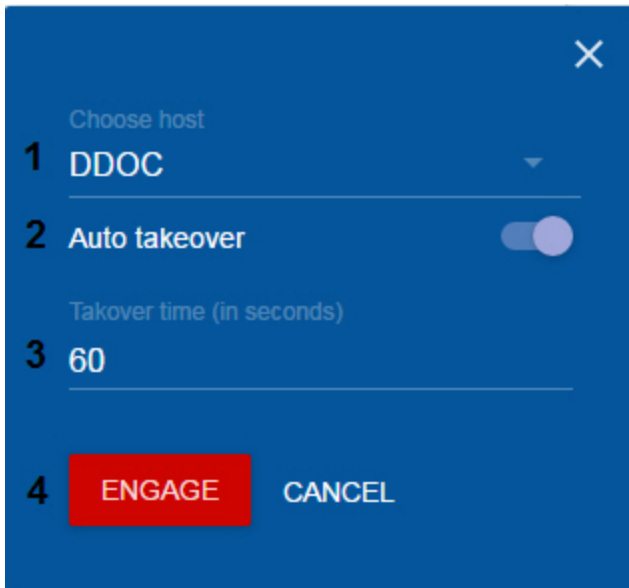 Choose host
1 DDOC
2 Auto takeover
Takover time (in seconds)
3 60
4 ENGAGE CANCEL